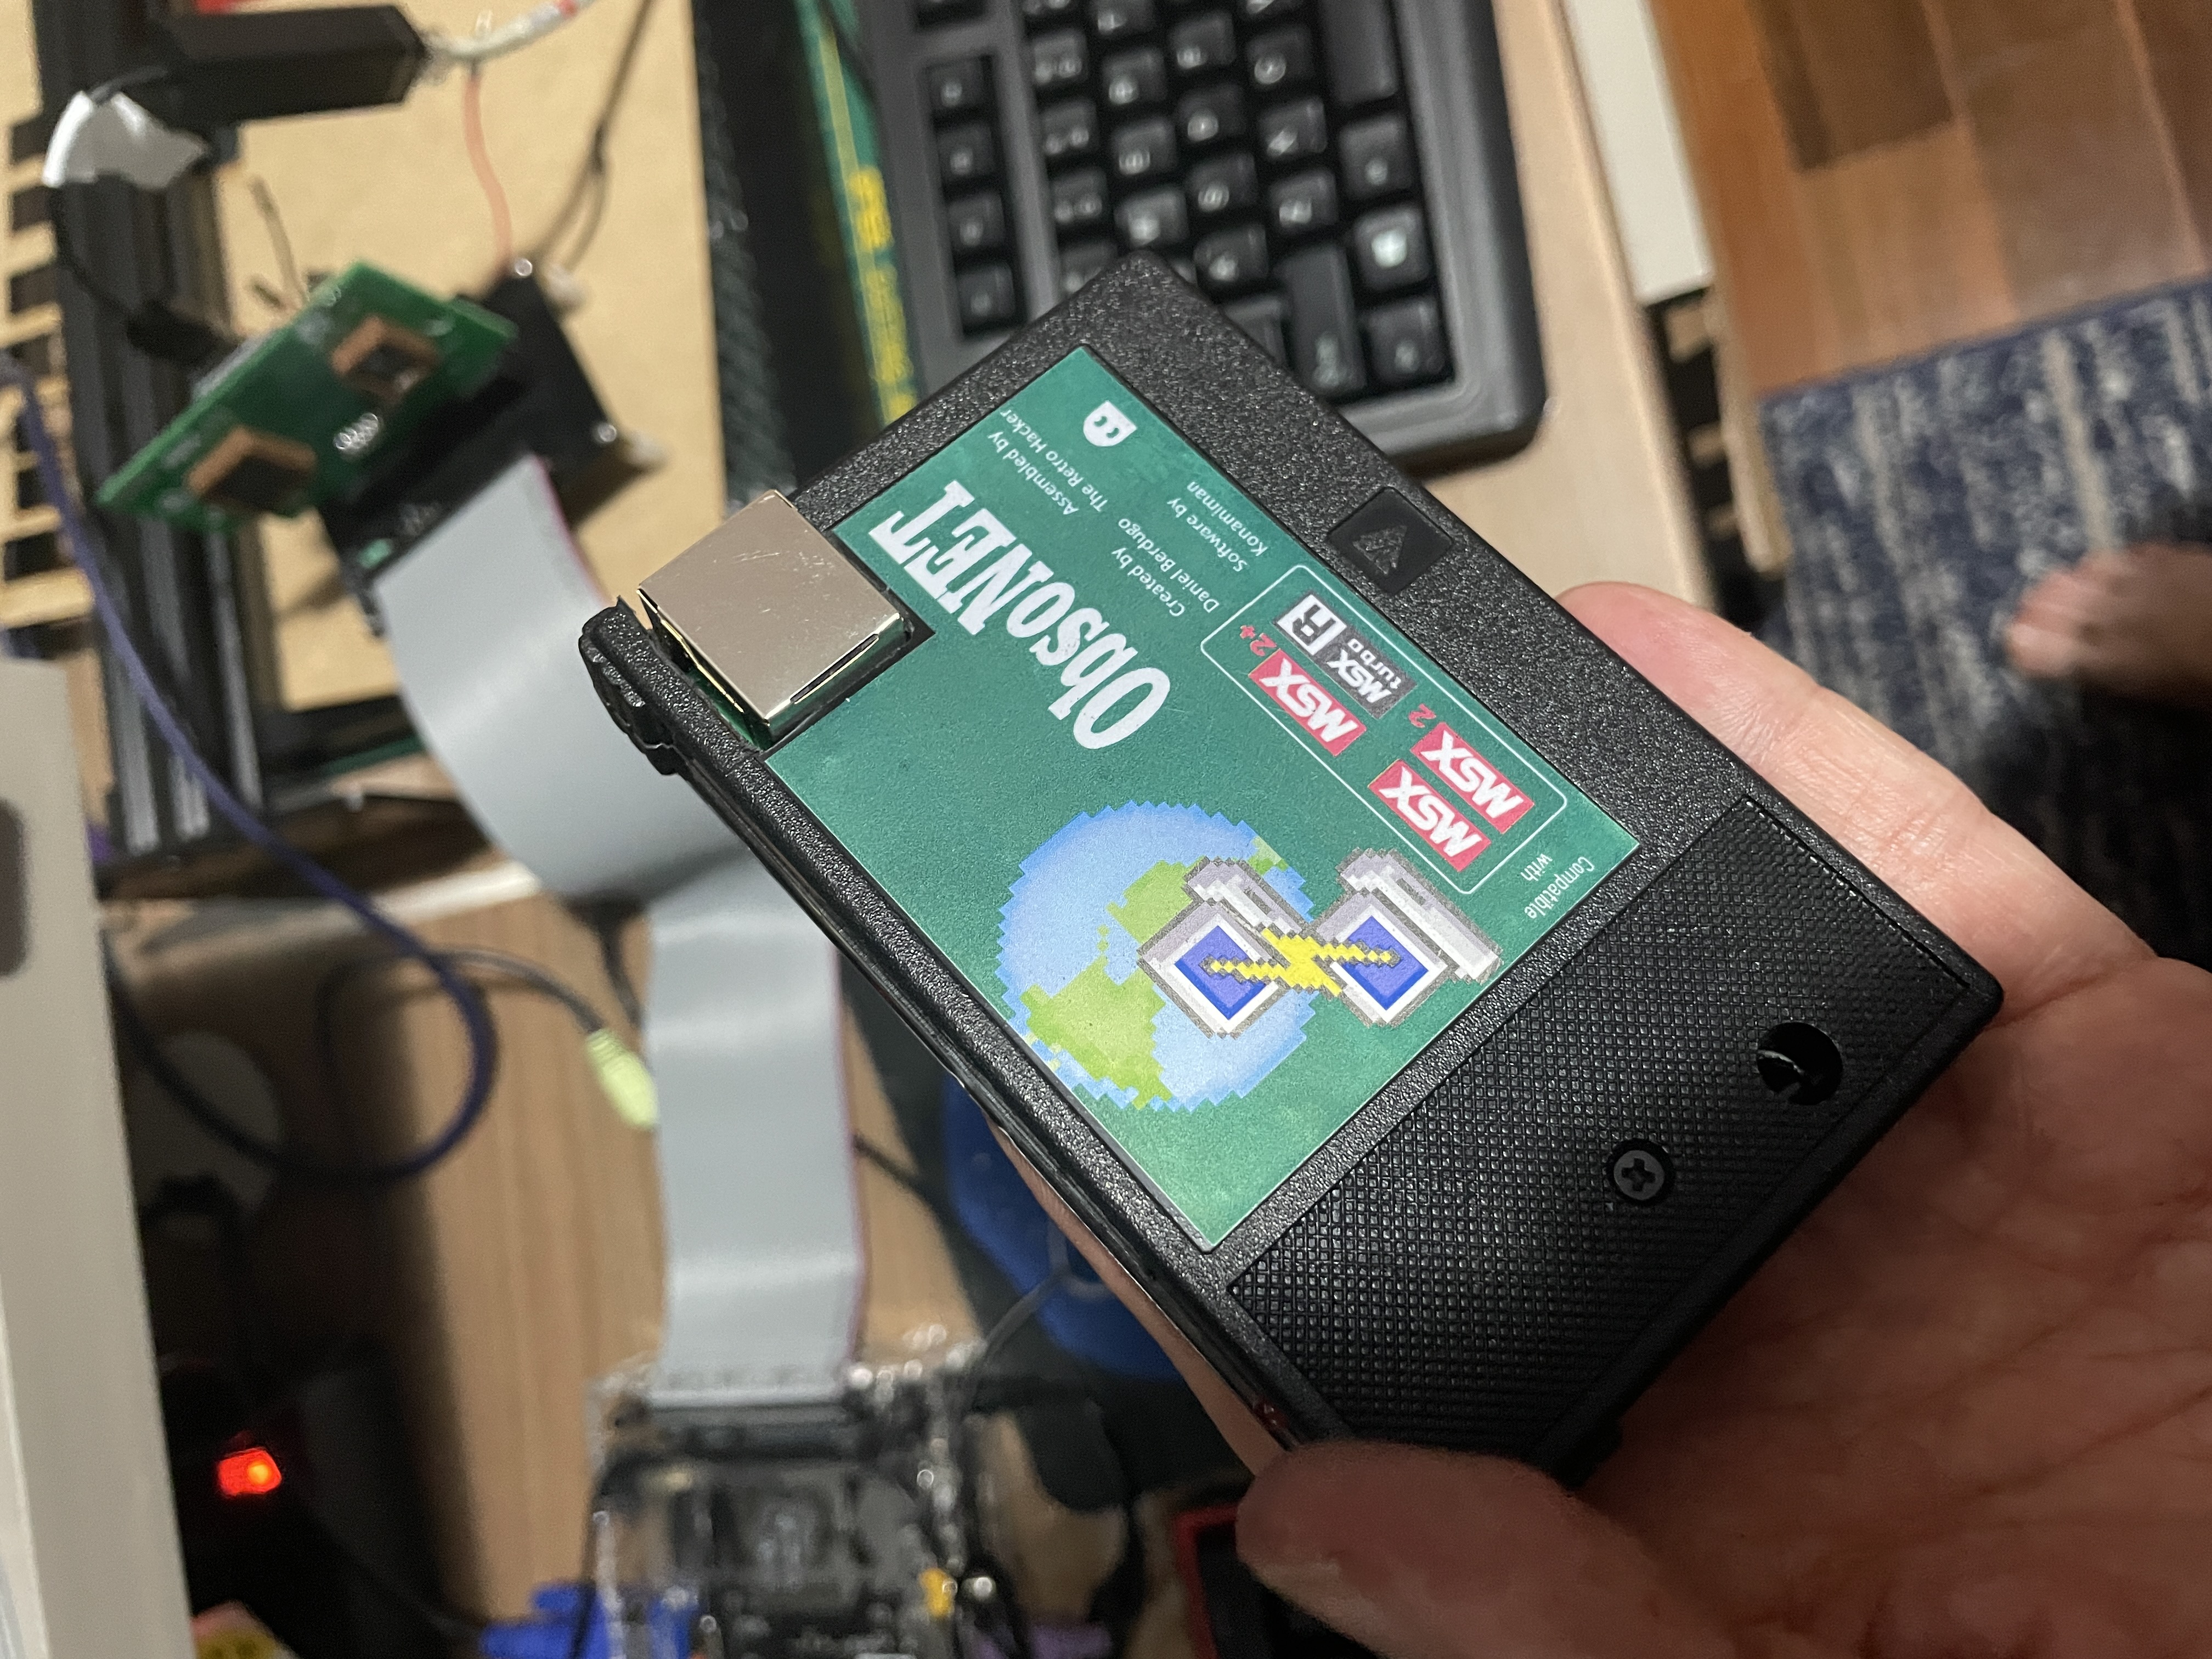 ObsoNET
Created by
Daniel Berdugo
Assembled by
The Retro Hacker
Software by
Konamiman
Compatible
with
MSX
MSX 2
MSX 2+
MSX
turbo R